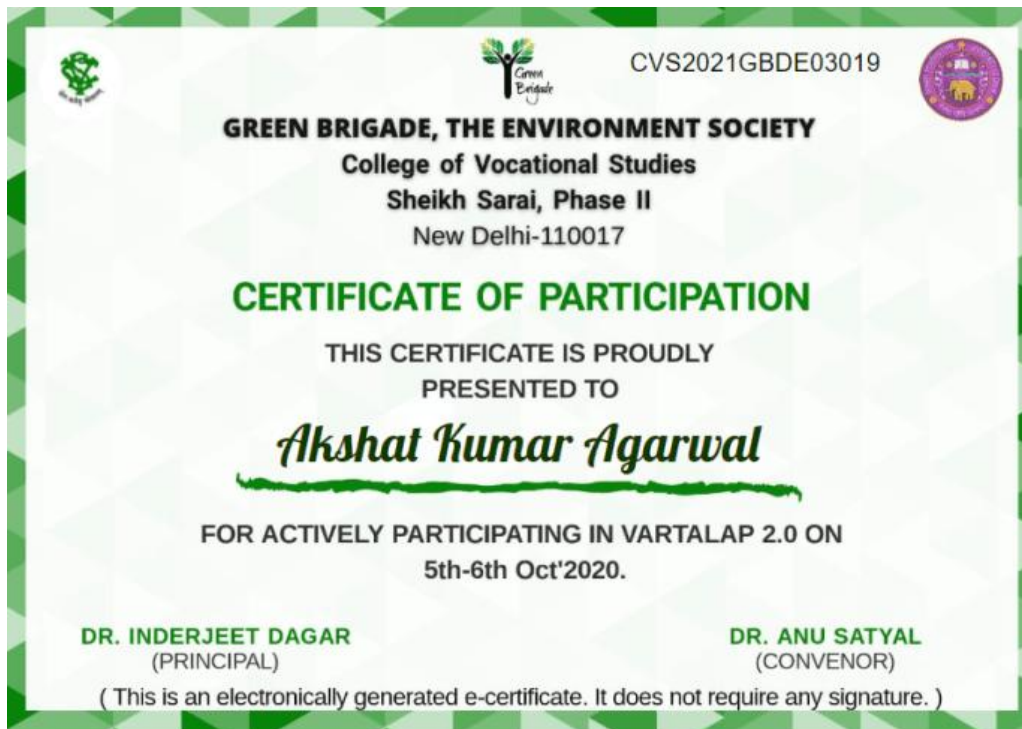 Green
Brigade
CVS2021GBDE03019
GREEN BRIGADE, THE ENVIRONMENT SOCIETY
College of Vocational Studies
Sheikh Sarai, Phase II
New Delhi-110017
CERTIFICATE OF PARTICIPATION
THIS CERTIFICATE IS PROUDLY
PRESENTED TO
Akshat Kumar Agarwal
FOR ACTIVELY PARTICIPATING IN VARTALAP 2.0 ON
5th-6th Oct'2020.
DR. INDERJEET DAGAR
(PRINCIPAL)
DR. ANU SATYAL
(CONVENOR)
( This is an electronically generated e-certificate. It does not require any signature. )